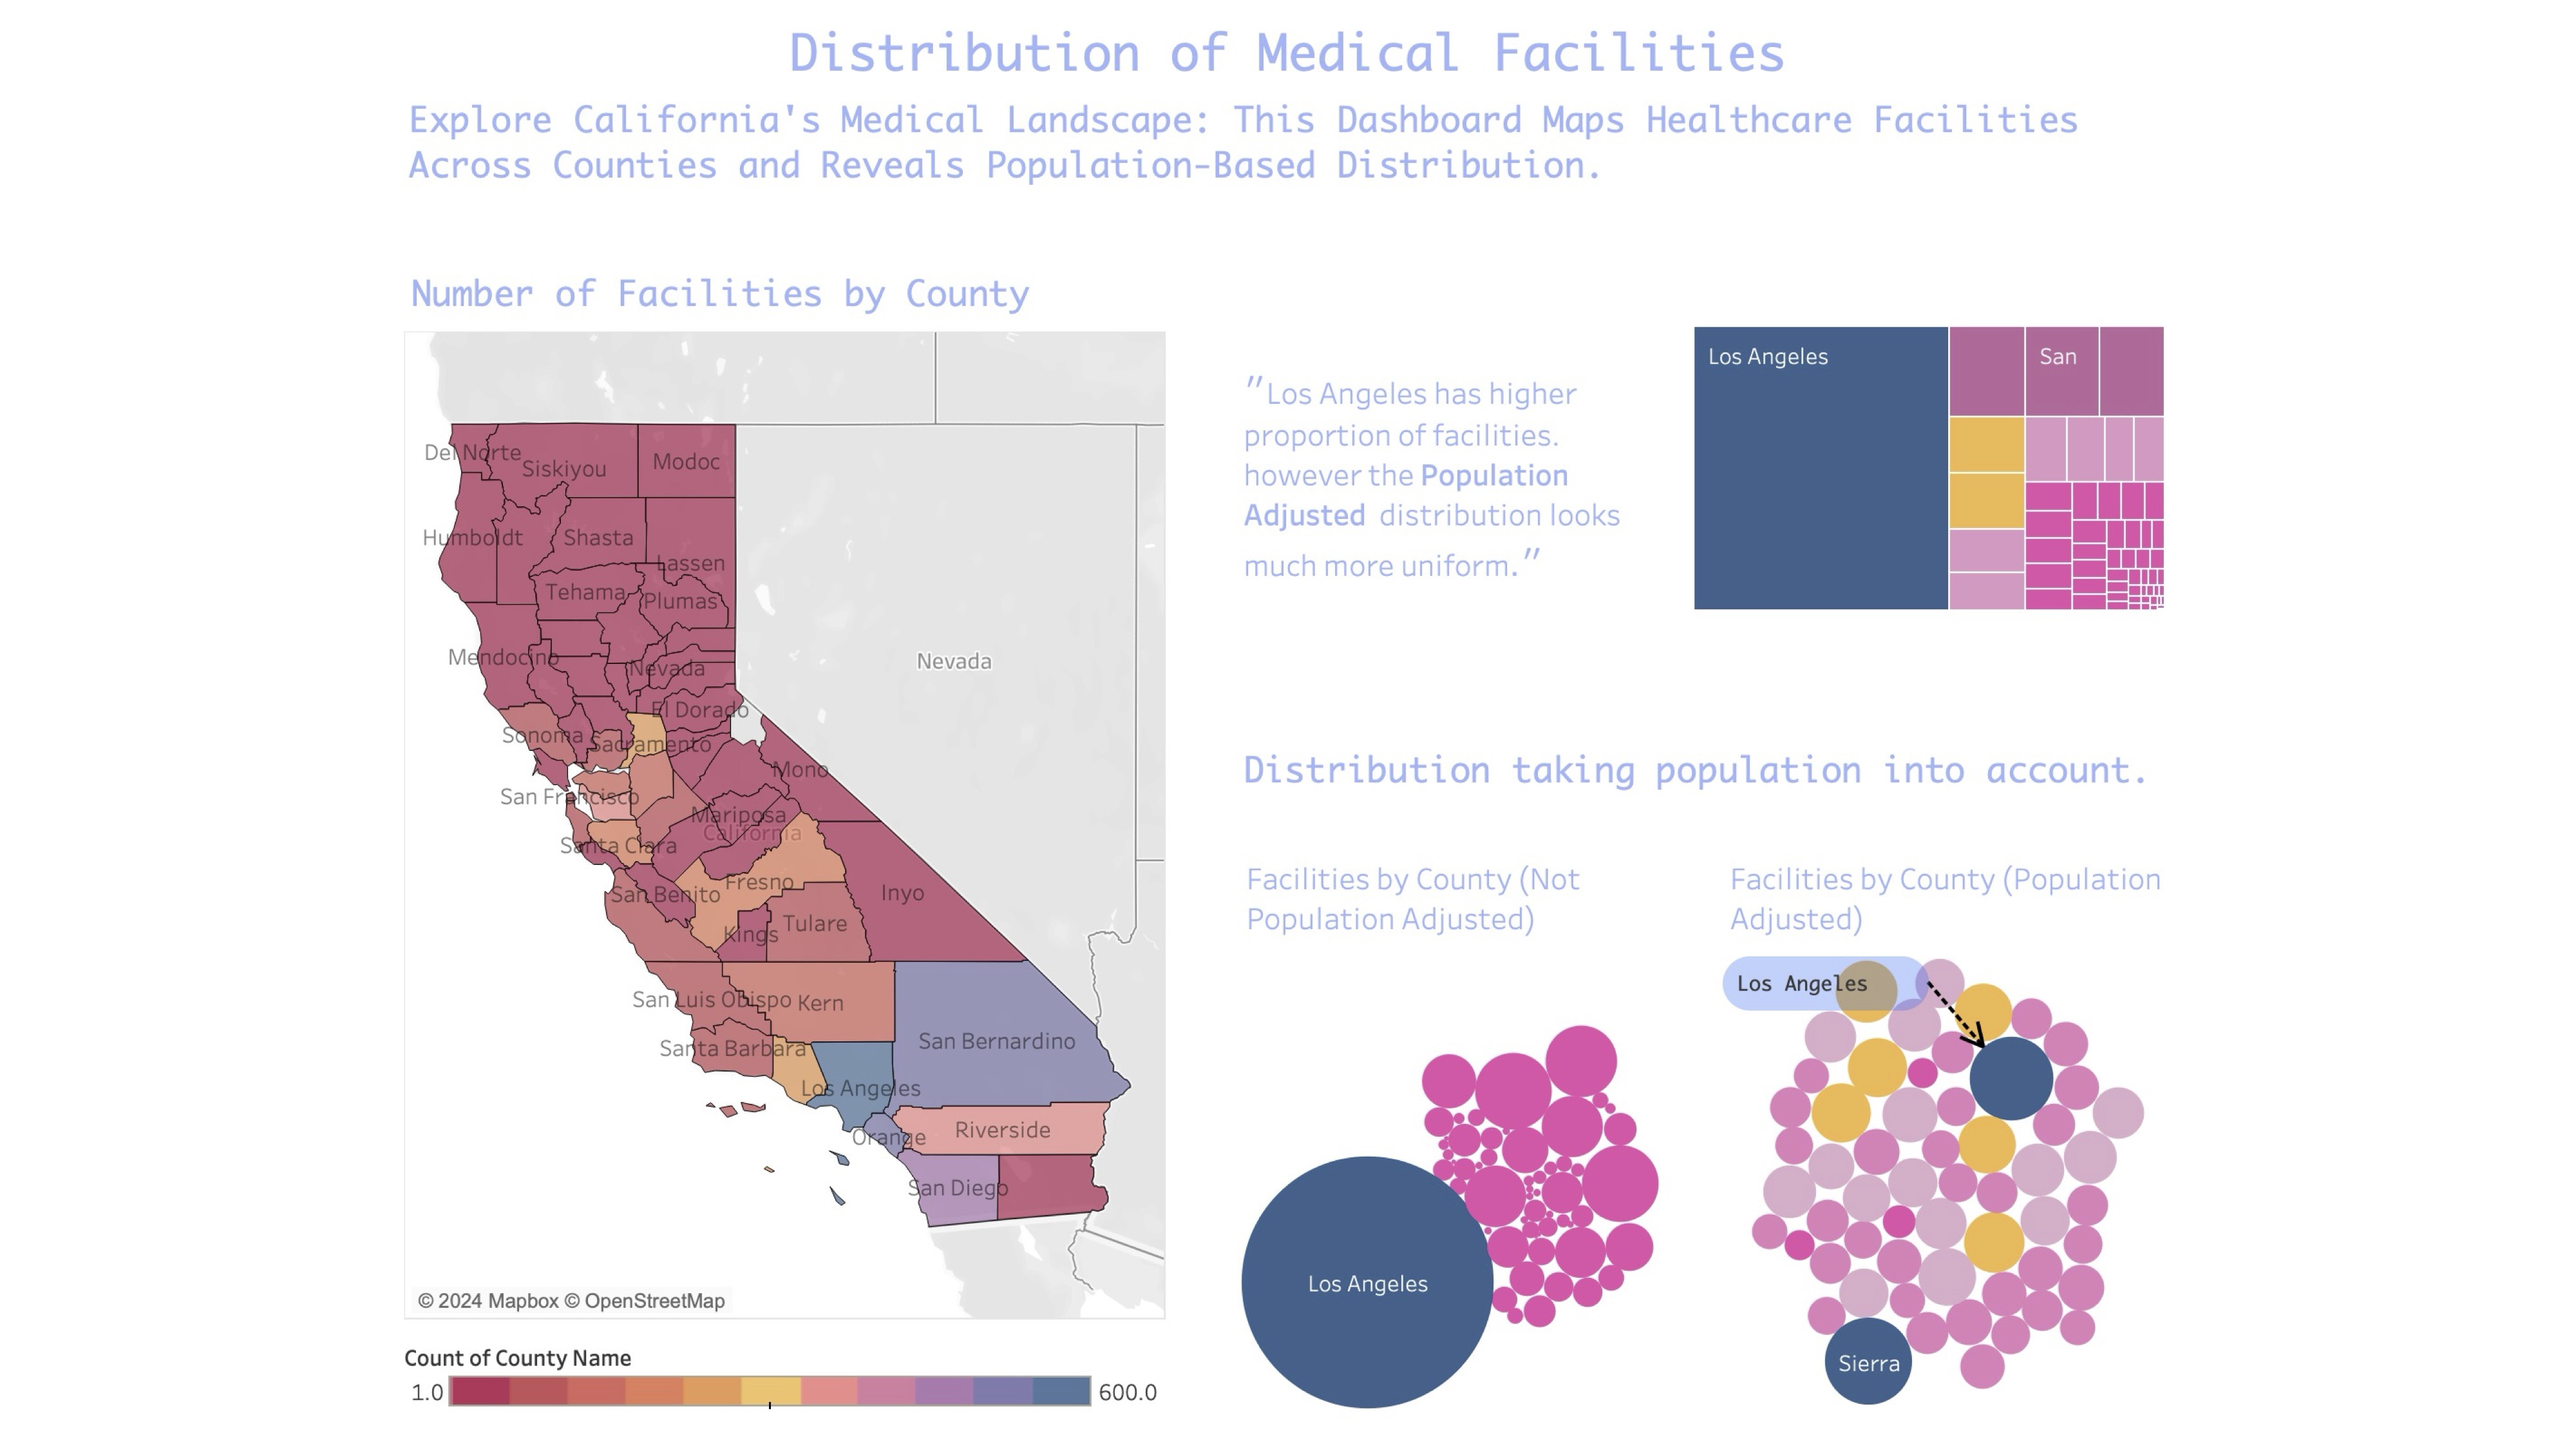 Distribution of Medical Facilities
Explore California's Medical Landscape: This Dashboard Maps Healthcare Facilities
Across Counties and Reveals Population-Based Distribution.
Number of Facilities by County
Del Norte
Siskiyou
Modoc
Humboldt
Shasta
Lassen
Tehama
Plumas
Mendocino
Nevada
Nevada
El Dorado
Sonoma
Sacramento
Mono
San Francisco
Mariposa
California
Santa Clara
Fresno
San Benito
Inyo
Tulare
Kings
San Luis Obispo
Kern
San Bernardino
Santa Barbara
Los Angeles
Orange
Riverside
San Diego
© 2024 Mapbox © OpenStreetMap
Count of County Name
1.0
600.0
"Los Angeles has higher
proportion of facilities.
however the Population
Adjusted distribution looks
much more uniform."
Los Angeles
San
Distribution taking population into account.
Facilities by County (Not
Population Adjusted)
Los Angeles
Facilities by County (Population
Adjusted)
Los Angeles
Sierra